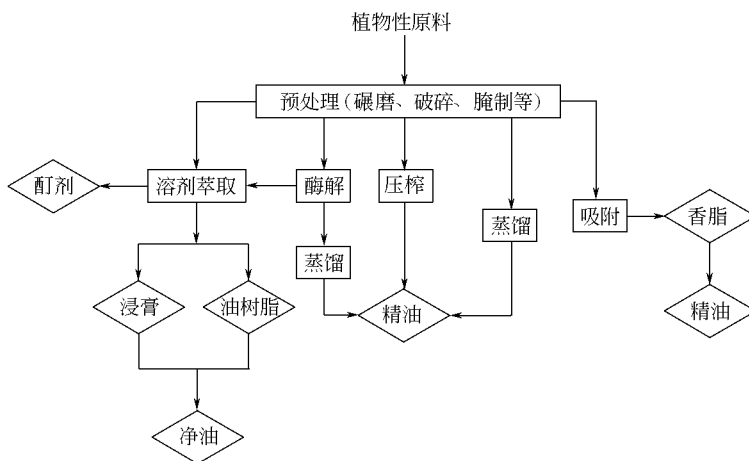 植物性原料
预处理（碾磨、破碎、腌制等）
酊剂
溶剂萃取
酶解
压榨
蒸馏
吸附
香脂
蒸馏
浸膏
油树脂
精油
精油
净油